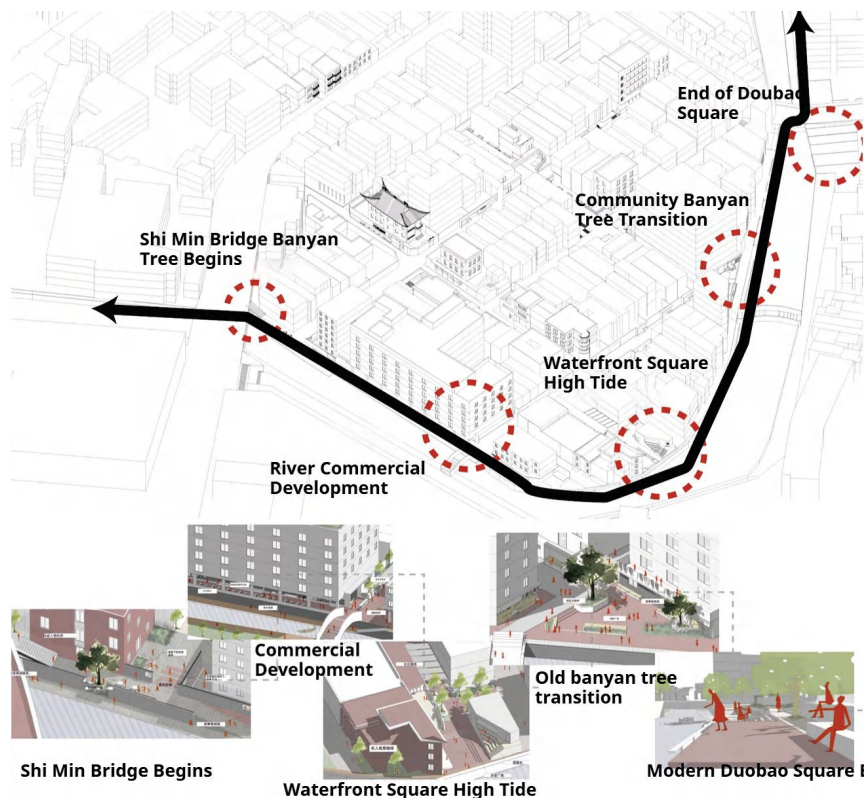 End of Doubao
Square
Community Banyan
Tree Transition
Shi Min Bridge Banyan
Tree Begins
Waterfront Square
High Tide
River Commercial
Development
Commercial
Development
Old banyan tree
transition
Shi Min Bridge Begins
Waterfront Square High Tide
Modern Duobao Square E